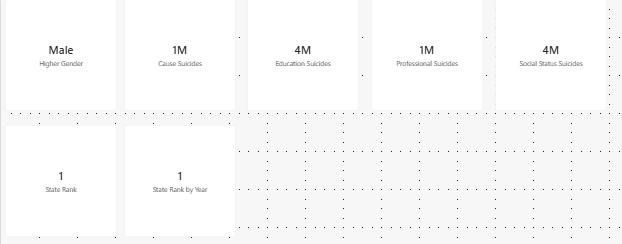 Male
Higher Gender
1M
Cause Suicides
4M
Education Suicides
1M
Professional Suicides
4M
Social Status Suicides
1
State Rank
1
State Rank by Year